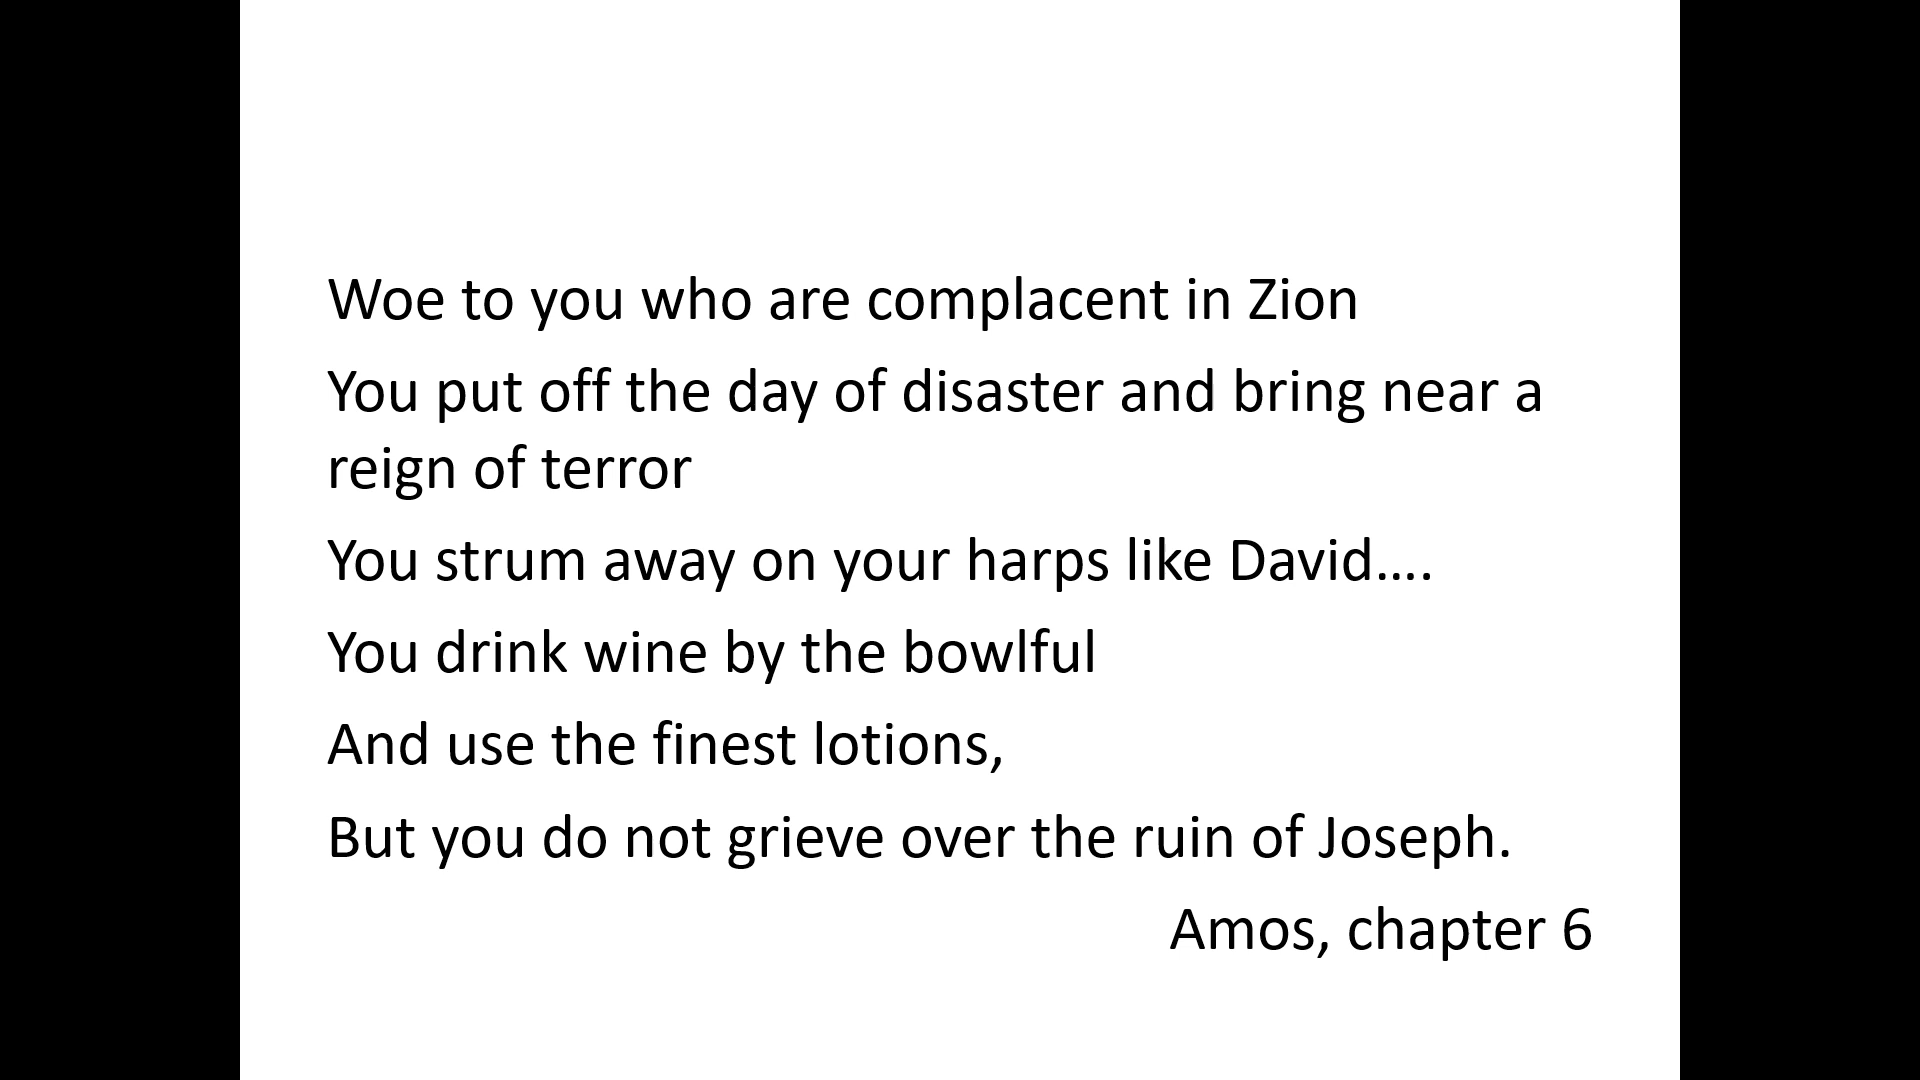 Woe to you who are complacent in Zion
You put off the day of disaster and bring near a
reign of terror
You strum away on your harps like David….
You drink wine by the bowlful
And use the finest lotions,
But you do not grieve over the ruin of Joseph.
Amos, chapter 6